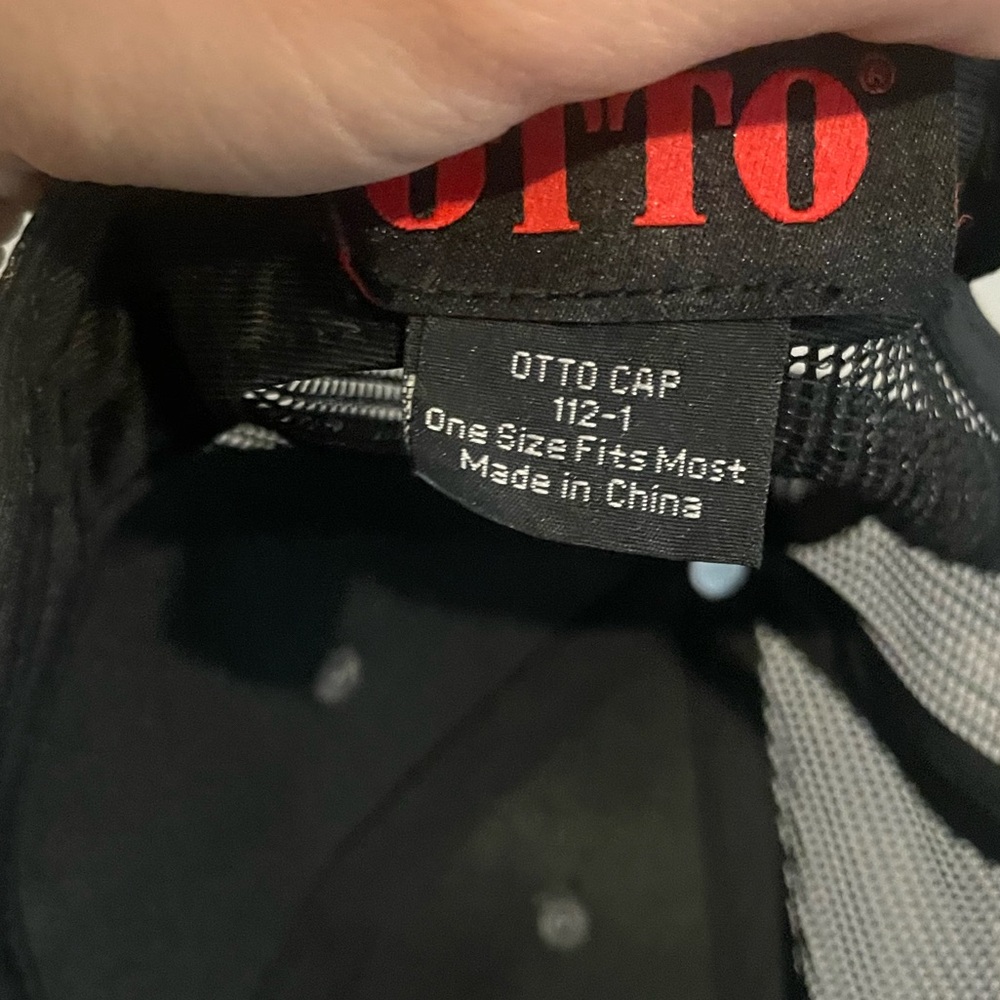 OTTO®
OTTO CAP
112-1
One Size Fits Most
Made in China